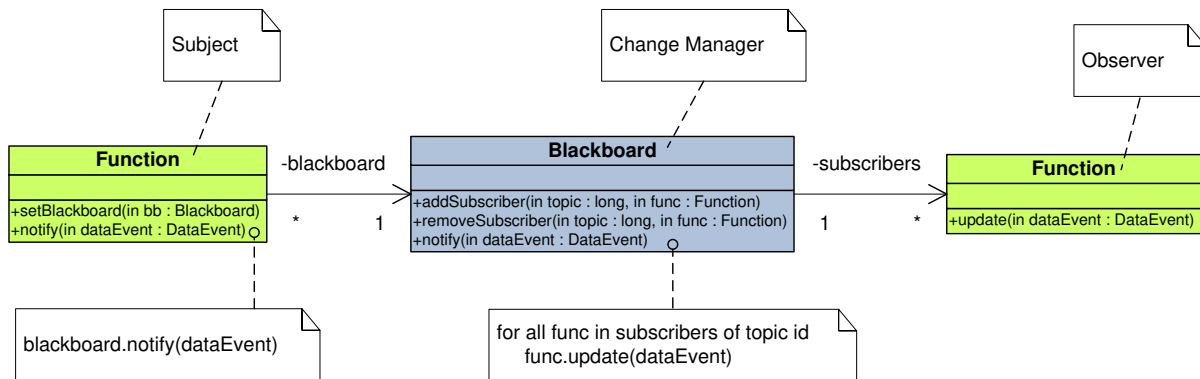 Subject
Change Manager
Observer
Function
-blackboard
Blackboard
-subscribers
Function
+setBlackboard(in bb : Blackboard)
+notify(in dataEvent : DataEvent)
*
1
+addSubscriber(in topic : long, in func : Function)
+removeSubscriber(in topic : long, in func : Function)
+notify(in dataEvent : DataEvent)
1
*
+update(in dataEvent : DataEvent)
blackboard.notify(dataEvent)
for all func in subscribers of topic id
func.update(dataEvent)